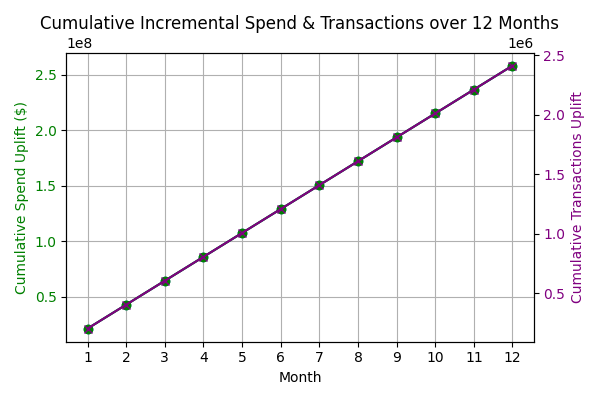 Cumulative Incremental Spend & Transactions over 12 Months
1e8
1e6
2.5
2.0
1.5
1.0
0.5
Cumulative Spend Uplift ($)
2.5
2.0
1.5
1.0
0.5
Cumulative Transactions Uplift
1 2 3 4 5 6 7 8 9 10 11 12
Month